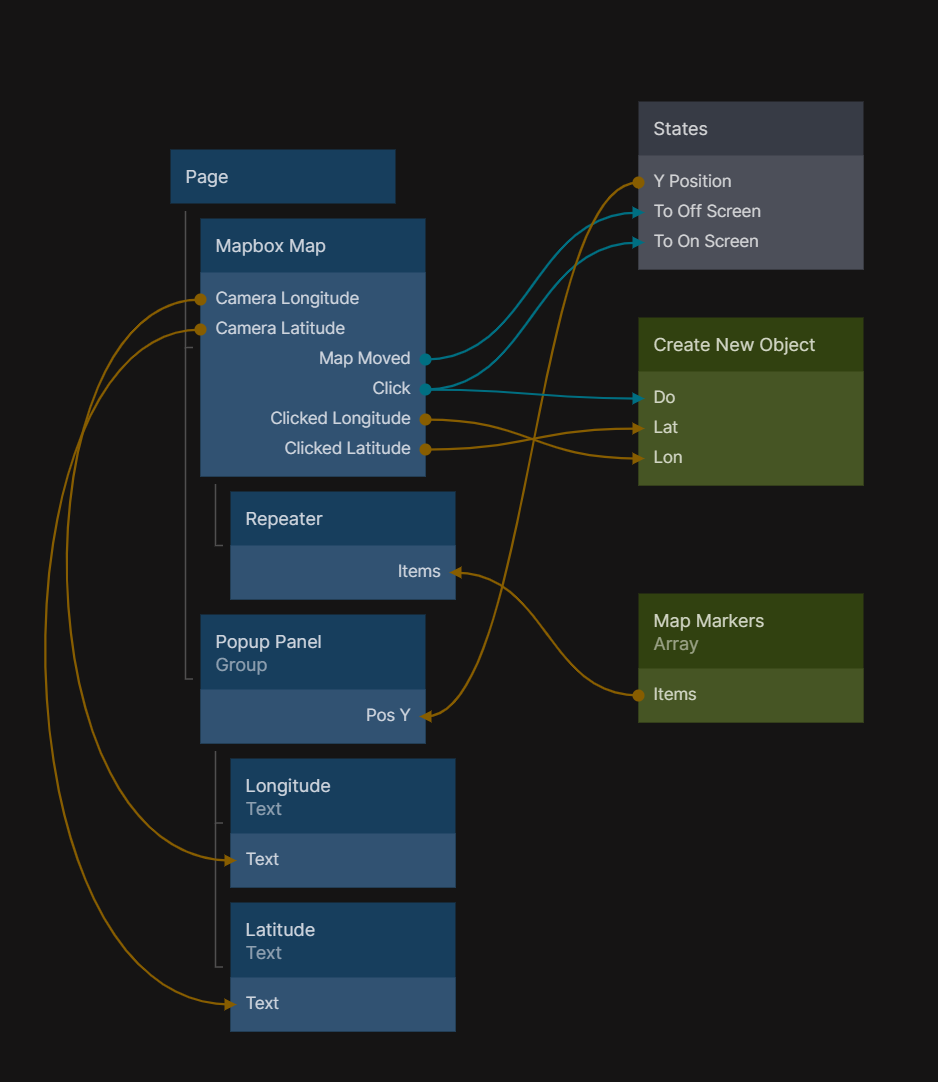 Page
Mapbox Map
Camera Longitude
Camera Latitude
Map Moved
Click
Clicked Longitude
Clicked Latitude
Repeater
Items
Popup Panel
Group
Pos Y
Longitude
Text
Text
Latitude
Text
Text
States
Y Position
To Off Screen
To On Screen
Create New Object
Do
Lat
Lon
Map Markers
Array
Items